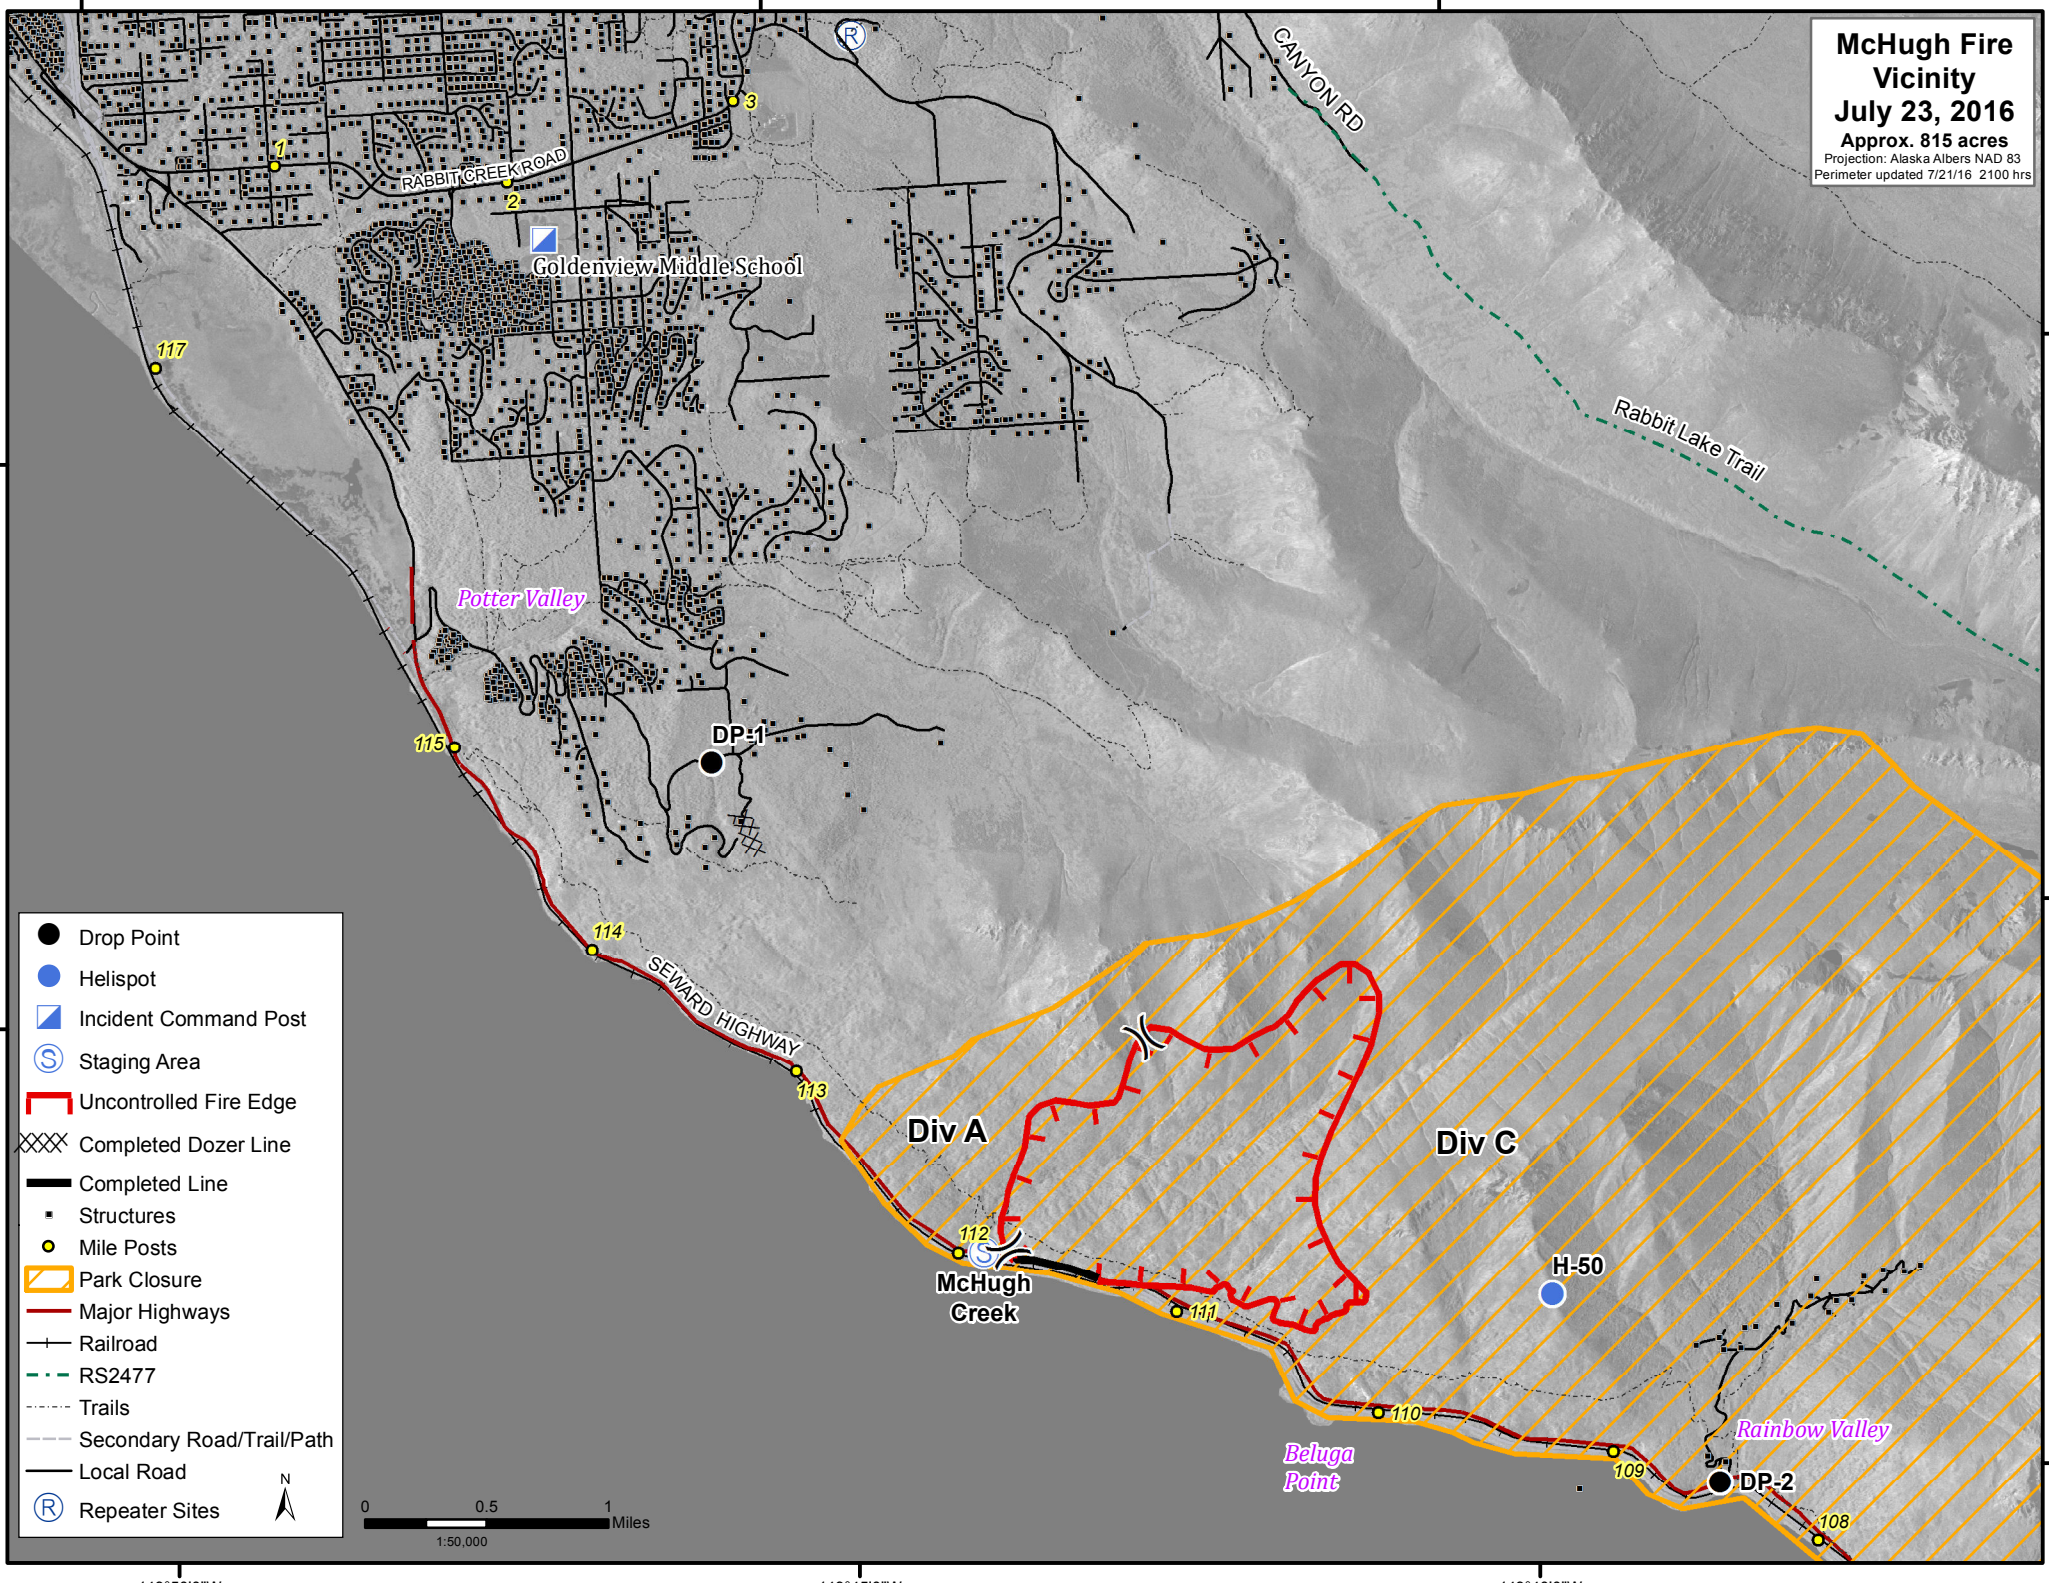 McHugh Fire
Vicinity
July 23, 2016
Approx. 815 acres
Projection: Alaska Albers NAD 83
Perimeter updated 7/21/16 2100 hrs
R
CANYON RD
3
1
RABBIT CREEK ROAD
2
Goldenview Middle School
117
Rabbit Lake Trail
Potter Valley
DP-1
115
114
SEWARD HIGHWAY
113
Div A
Div C
112
S
McHugh
Creek
111
H-50
110
Beluga
Point
109
Rainbow Valley
DP-2
108
Drop Point
Helispot
Incident Command Post
S Staging Area
Uncontrolled Fire Edge
Completed Dozer Line
Completed Line
Structures
Mile Posts
Park Closure
Major Highways
Railroad
RS2477
Trails
Secondary Road/Trail/Path
Local Road
R Repeater Sites
N
0 0.5 1
Miles
1:50,000